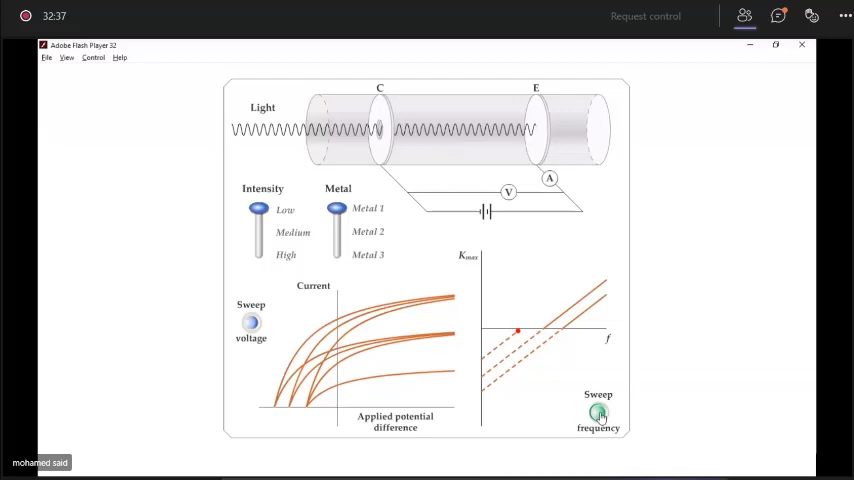 32:37
Request control
Adobe Flash Player 32
File View Control Help
C
E
Light
A
V
Intensity
Metal
Low
Metal 1
Medium
Metal 2
High
Metal 3
Kmax
Current
Sweep
voltage
f
Sweep
frequency
Applied potential
difference
mohamed said